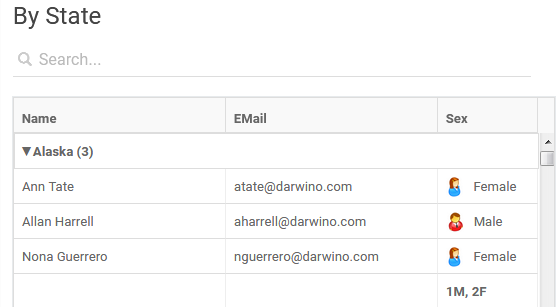 By State
Search...
Name EMail Sex
▼Alaska (3)
Ann Tate atate@darwino.com Female
Allan Harrell aharrell@darwino.com Male
Nona Guerrero nguerrero@darwino.com Female
1M, 2F